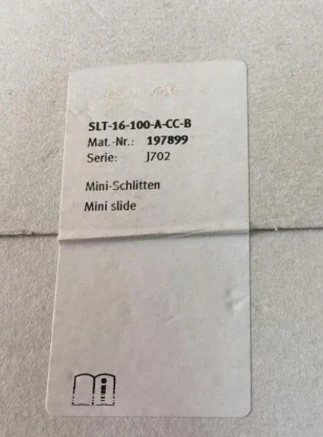 SLT-16-100-A-CC-B
Mat.-Nr.: 197899
Serie: J702
Mini-Schlitten
Mini slide